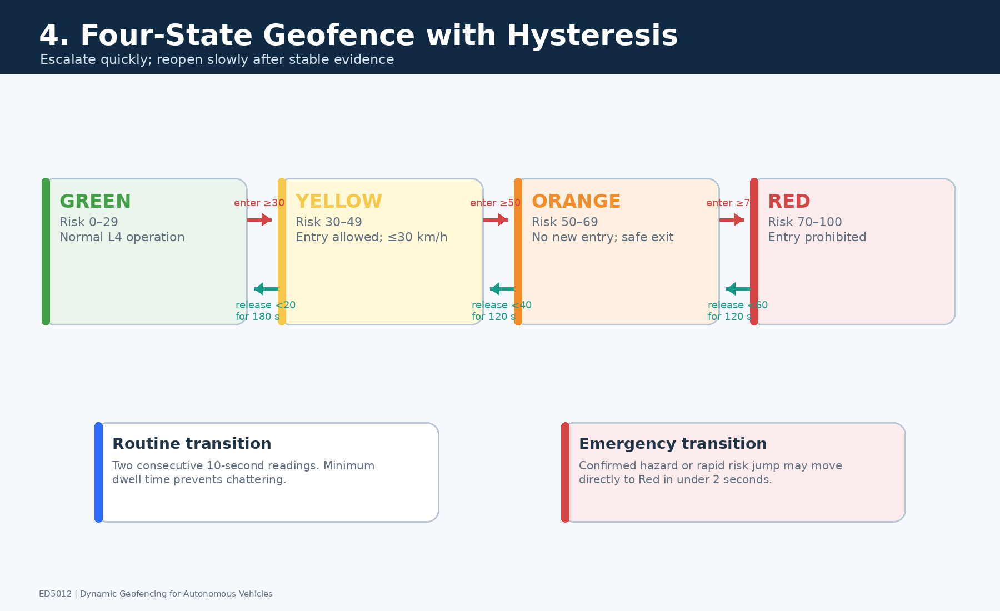 4. Four-State Geofence with Hysteresis
Escalate quickly; reopen slowly after stable evidence
GREEN
Risk 0–29
Normal L4 operation
enter ≥30
release <20
for 180 s
YELLOW
Risk 30–49
Entry allowed; ≤30 km/h
enter ≥50
release <40
for 120 s
ORANGE
Risk 50–69
No new entry; safe exit
enter ≥7
release <60
for 120 s
RED
Risk 70–100
Entry prohibited
Routine transition
Two consecutive 10-second readings. Minimum
dwell time prevents chattering.
Emergency transition
Confirmed hazard or rapid risk jump may move
directly to Red in under 2 seconds.
ED5012 | Dynamic Geofencing for Autonomous Vehicles